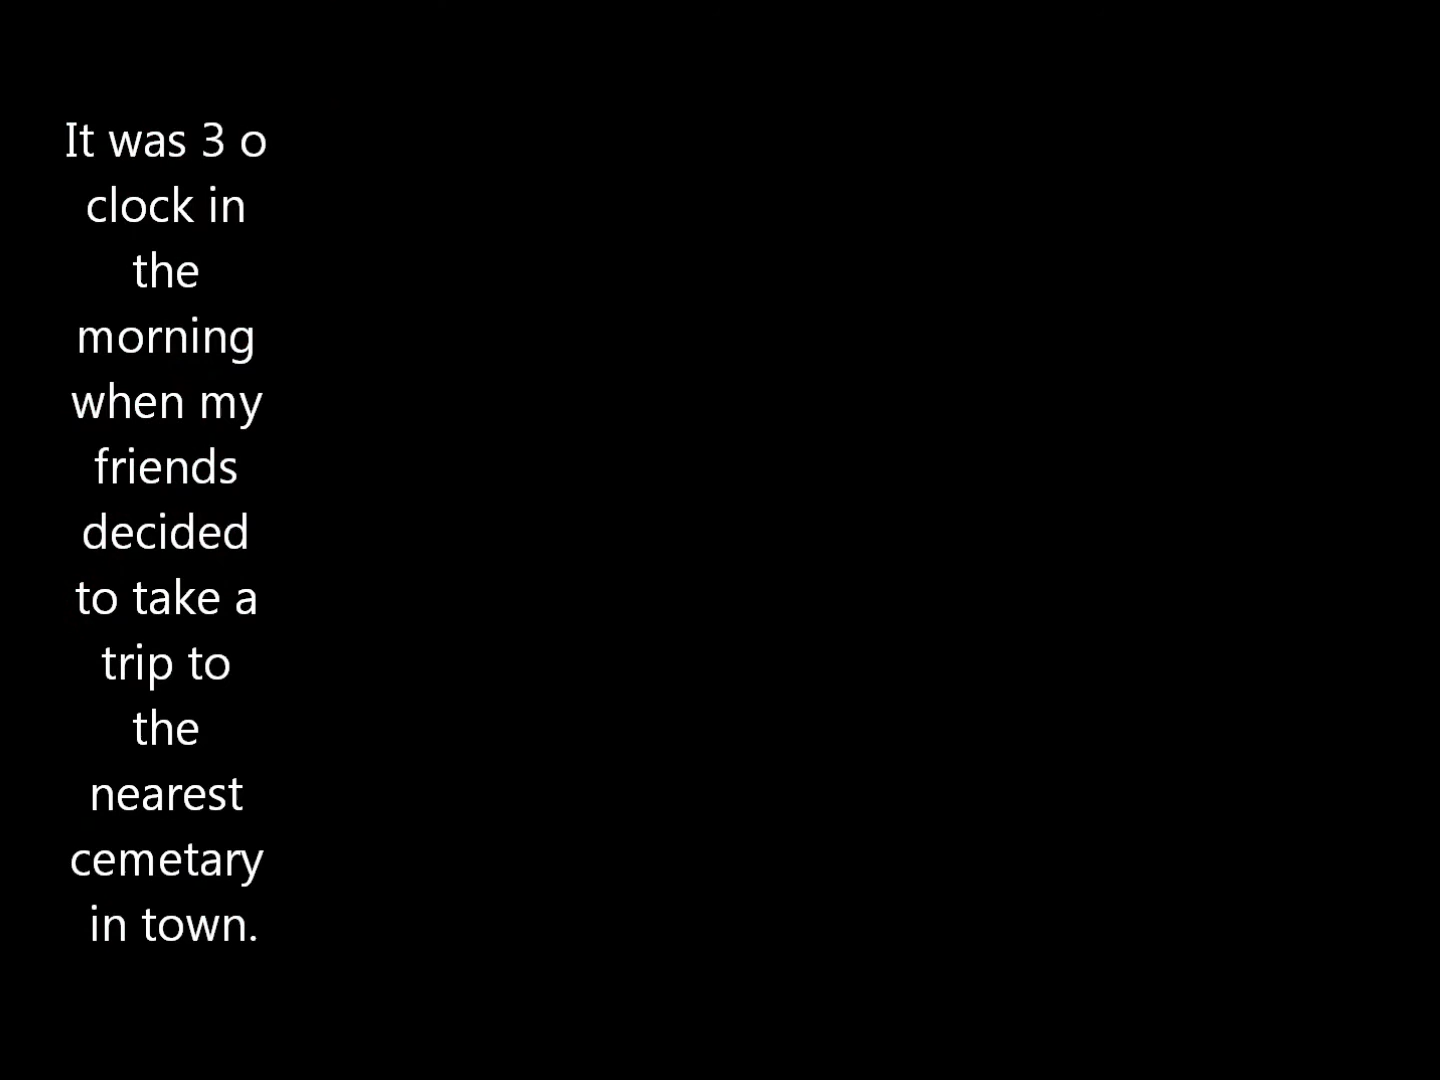 It was 3 o
clock in
the
morning
when my
friends
decided
to take a
trip to
the
nearest
cemetary
in town.